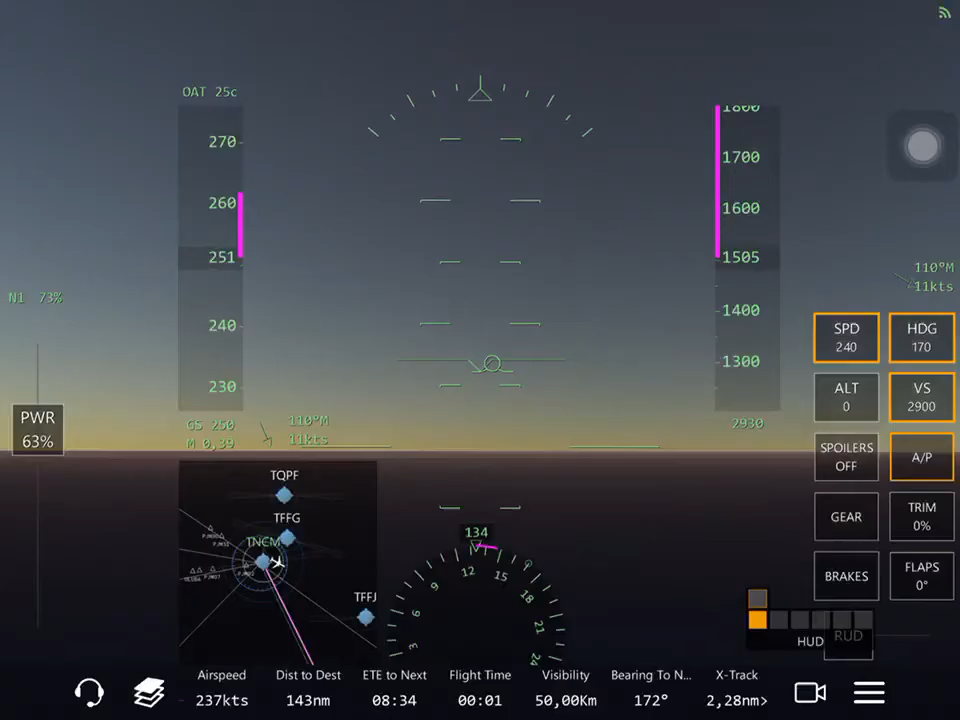 OAT 25c
270
260
251
240
230
GS 250
M 0,39
110°M
11kts
1800
1700
1600
1505
1400
1300
2930
110°M
11kts
N1 73%
PWR
63%
SPD
240
HDG
170
ALT
0
VS
2900
SPOILERS
OFF
A/P
GEAR
TRIM
0%
BRAKES
FLAPS
0°
HUD
RUD
TQPF
TFFG
TNCM
TFFJ
134
3
6
9
12
15
18
21
24
Airspeed
237kts
Dist to Dest
143nm
ETE to Next
08:34
Flight Time
00:01
Visibility
50,00Km
Bearing To N...
172°
X-Track
2,28nm>